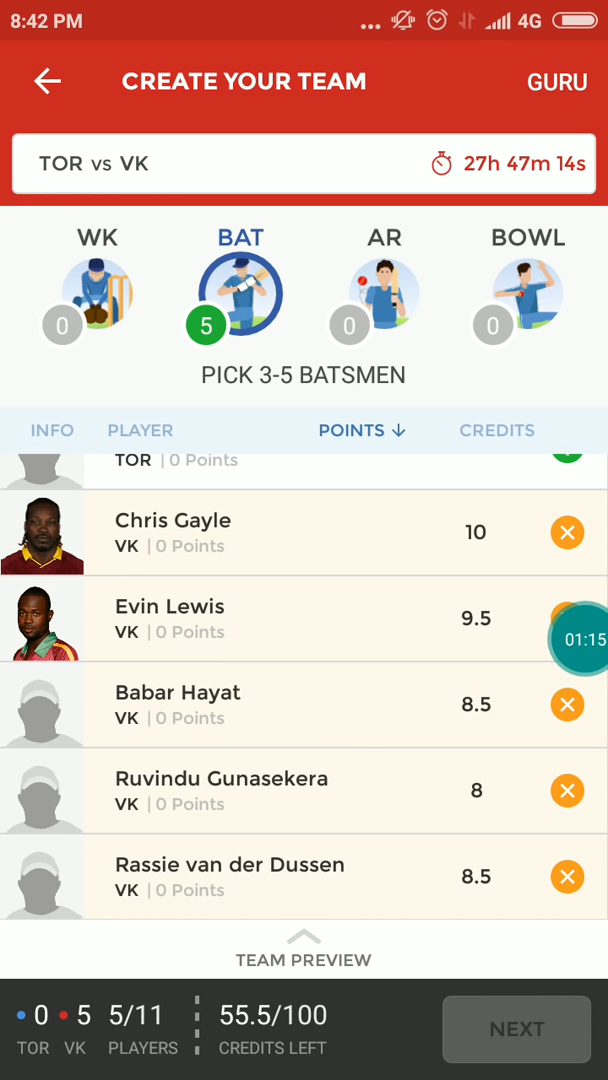 8:42 PM ... 4G
CREATE YOUR TEAM GURU
TOR vs VK 27h 47m 14s
WK BAT AR BOWL
0 5 0 0
PICK 3-5 BATSMEN
INFO PLAYER POINTS CREDITS
TOR | 0 Points
Chris Gayle
VK | 0 Points
10
Evin Lewis
VK | 0 Points
9.5
01:15
Babar Hayat
VK | 0 Points
8.5
Ruvindu Gunasekera
VK | 0 Points
8
Rassie van der Dussen
VK | 0 Points
8.5
TEAM PREVIEW
0 5 5/11 55.5/100
TOR VK PLAYERS CREDITS LEFT
NEXT